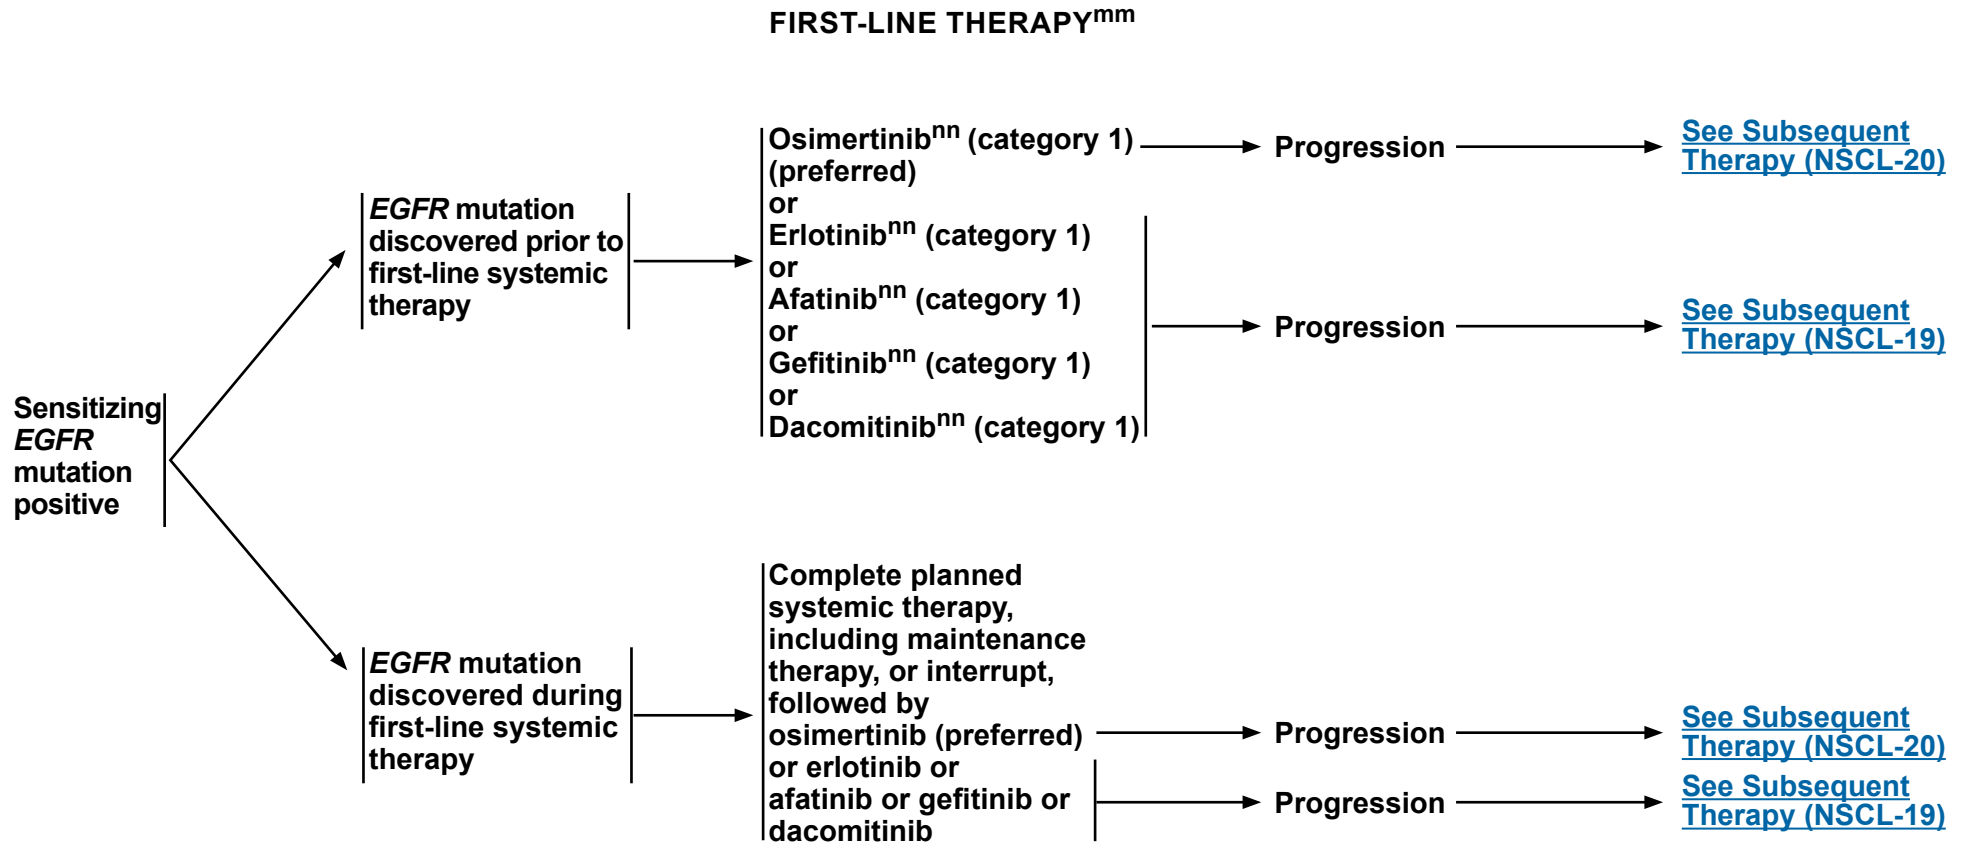 FIRST-LINE THERAPYmm
Sensitizing
EGFR
mutation
positive
EGFR mutation
discovered prior to
first-line systemic
therapy
Osimertinibnn (category 1)
(preferred)
or
Erlotinibnn (category 1)
or
Afatinibnn (category 1)
or
Gefitinibnn (category 1)
or
Dacomitinibnn (category 1)
Progression
See Subsequent
Therapy (NSCL-20)
Progression
See Subsequent
Therapy (NSCL-19)
EGFR mutation
discovered during
first-line systemic
therapy
Complete planned
systemic therapy,
including maintenance
therapy, or interrupt,
followed by
osimertinib (preferred)
or erlotinib or
afatinib or gefitinib or
dacomitinib
Progression
See Subsequent
Therapy (NSCL-20)
Progression
See Subsequent
Therapy (NSCL-19)